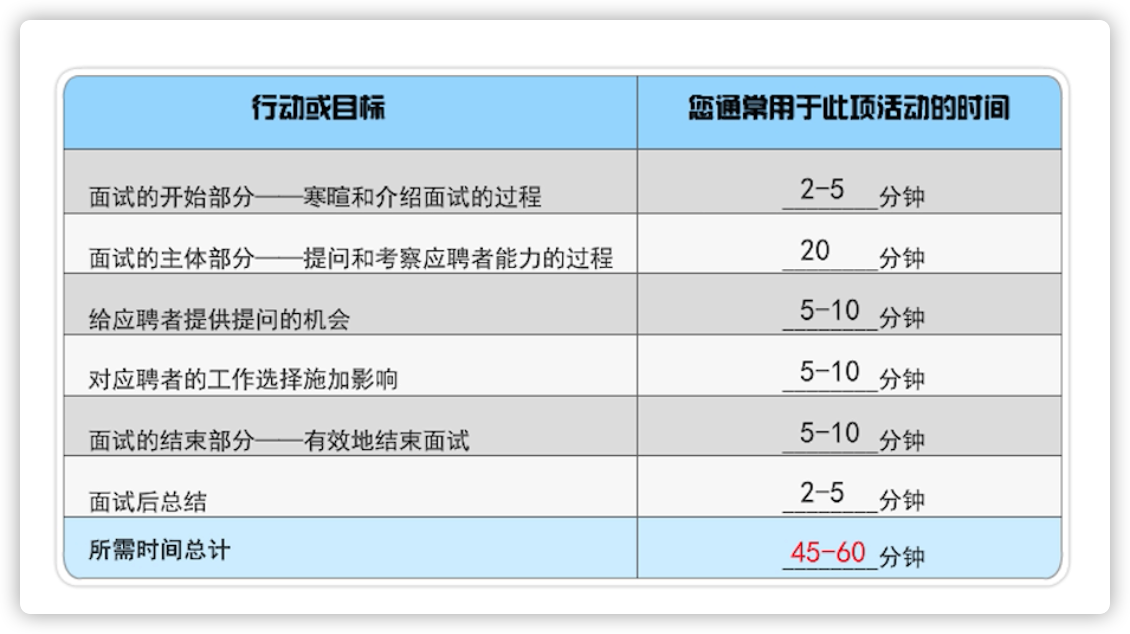 行动或目标 您通常用于此项活动的时间
面试的开始部分——寒暄和介绍面试的过程 2-5 分钟
面试的主体部分——提问和考察应聘者能力的过程 20 分钟
给应聘者提供提问的机会 5-10 分钟
对应聘者的工作选择施加影响 5-10 分钟
面试的结束部分——有效地结束面试 5-10 分钟
面试后总结 2-5 分钟
所需时间总计 45-60 分钟